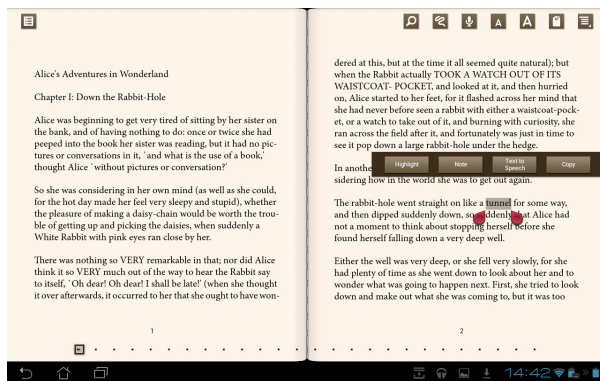 Alice's Adventures in Wonderland
Chapter I: Down the Rabbit-Hole
Alice was beginning to get very tired of sitting by her sister on
the bank, and of having nothing to do: once or twice she had
peeped into the book her sister was reading, but it had no pic-
tures or conversations in it, `and what is the use of a book,'
thought Alice `without pictures or conversation?'
So she was considering in her own mind (as well as she could,
for the hot day made her feel very sleepy and stupid), whether
the pleasure of making a daisy-chain would be worth the trou-
ble of getting up and picking the daisies, when suddenly a
White Rabbit with pink eyes ran close by her.
There was nothing so VERY remarkable in that; nor did Alice
think it so VERY much out of the way to hear the Rabbit say
to itself, `Oh dear! Oh dear! I shall be late!' (when she thought
it over afterwards, it occurred to her that she ought to have won-
1
A A
dered at this, but at the time it all seemed quite natural); but
when the Rabbit actually TOOK A WATCH OUT OF ITS
WAISTCOAT- POCKET, and looked at it, and then hurried
on, Alice started to her feet, for it flashed across her mind that
she had never before seen a rabbit with either a waistcoat-pock-
et, or a watch to take out of it, and burning with curiosity, she
ran across the field after it, and fortunately was just in time to
see it pop down a large rabbit-hole under the hedge.
Highlight Note Text to Speech Copy
In anothe
sidering how in the world she was to get out again.
The rabbit-hole went straight on like a tunnel for some way,
and then dipped suddenly down, so suddenly that Alice had
not a moment to think about stopping herself before she
found herself falling down a very deep well.
Either the well was very deep, or she fell very slowly, for she
had plenty of time as she went down to look about her and to
wonder what was going to happen next. First, she tried to look
down and make out what she was coming to, but it was too
2
14:42